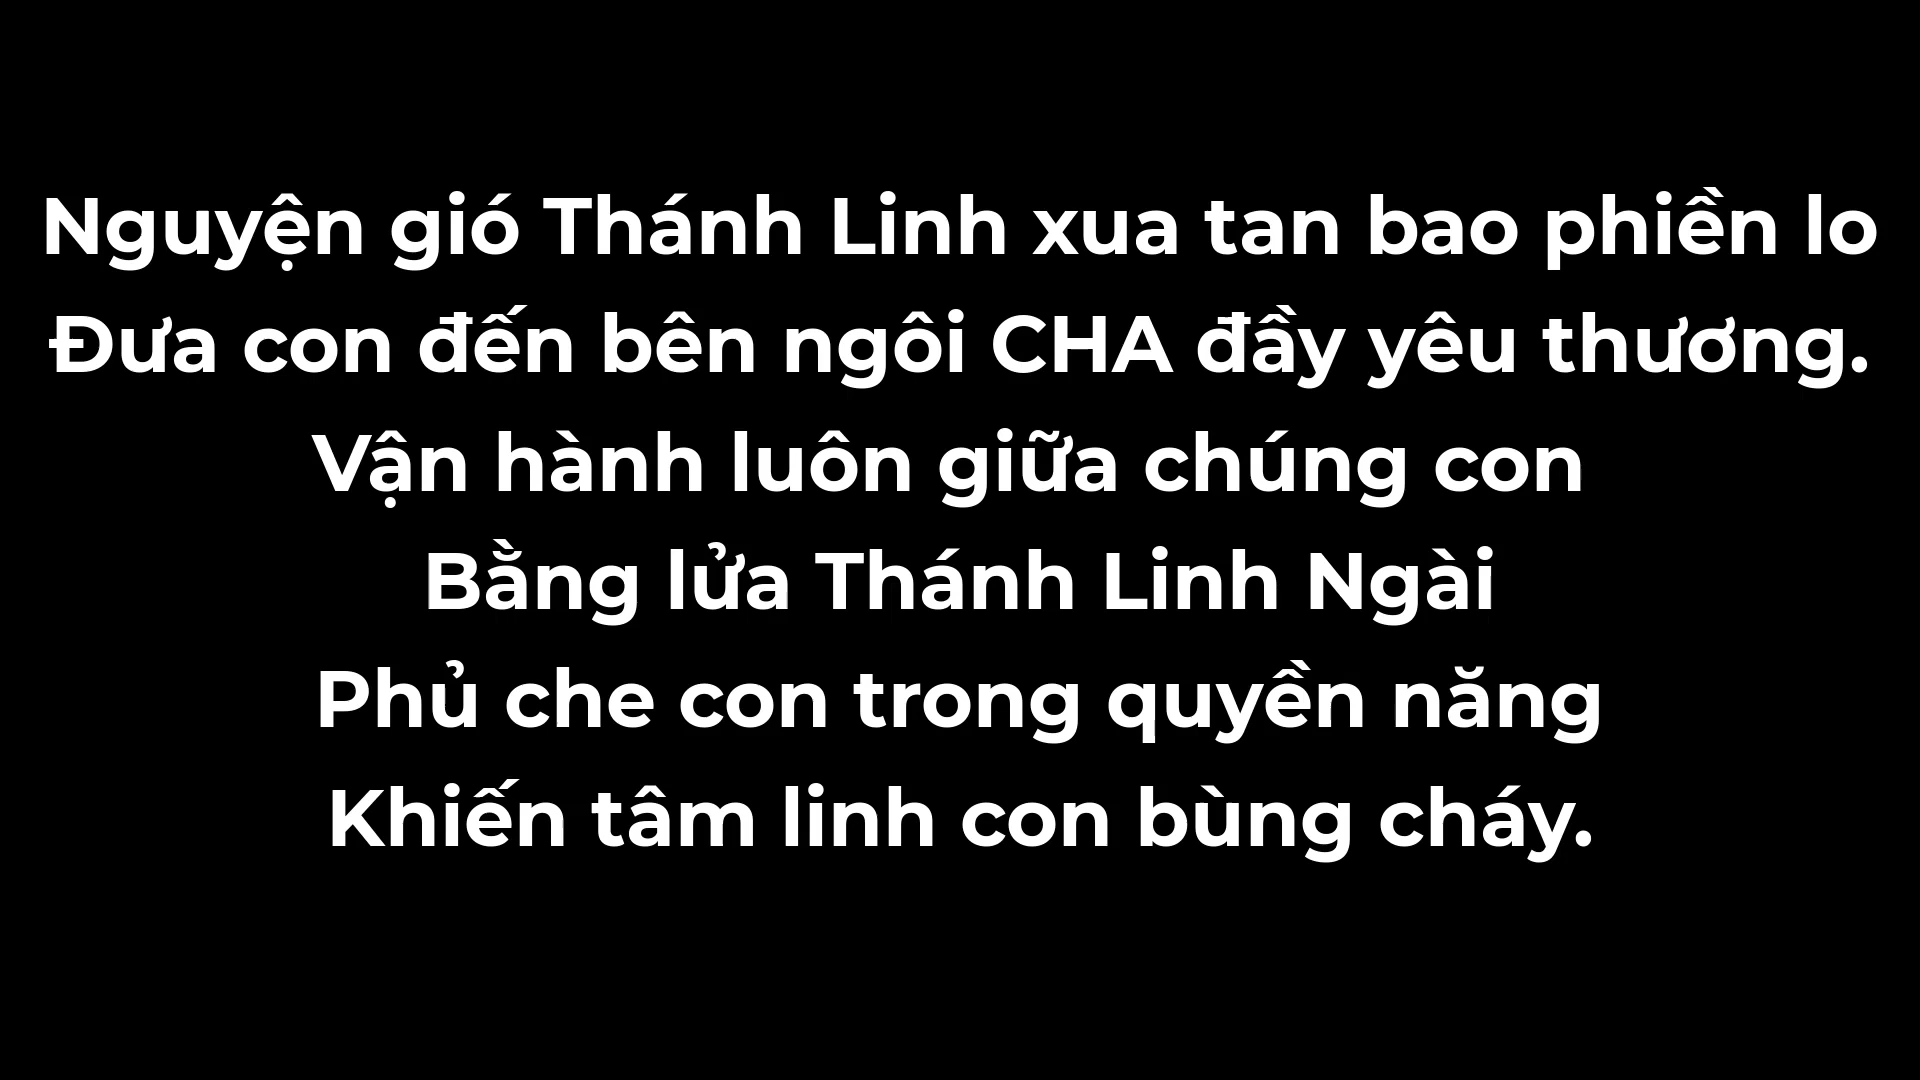 Nguyện gió Thánh Linh xua tan bao phiền lo
Đưa con đến bên ngôi CHA đầy yêu thương.
Vận hành luôn giữa chúng con
Bằng lửa Thánh Linh Ngài
Phủ che con trong quyền năng
Khiến tâm linh con bùng cháy.